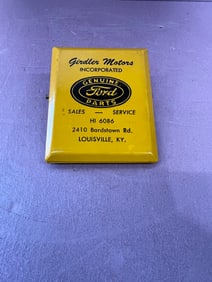 Girdler Motors
INCORPORATED
GENUINE
Ford
PARTS
SALES — SERVICE
HI 6086
2410 Bardstown Rd.
LOUISVILLE, KY.